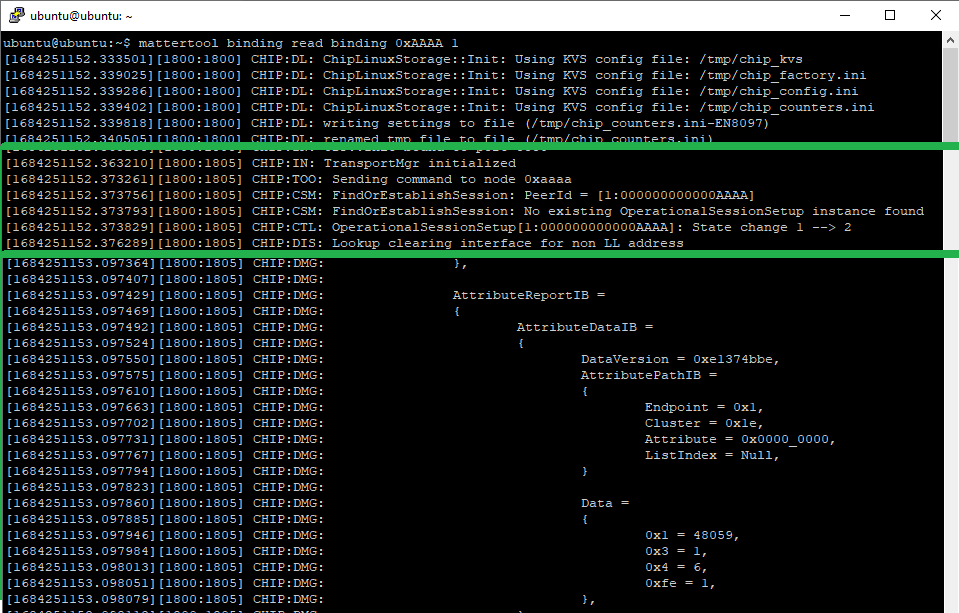 ubuntu@ubuntu: ~
ubuntu@ubuntu:~$ mattertool binding read binding 0xAAAA 1
[1684251152.333501][1800:1800] CHIP:DL: ChipLinuxStorage::Init: Using KVS config file: /tmp/chip_kvs
[1684251152.339025][1800:1800] CHIP:DL: ChipLinuxStorage::Init: Using KVS config file: /tmp/chip_factory.ini
[1684251152.339286][1800:1800] CHIP:DL: ChipLinuxStorage::Init: Using KVS config file: /tmp/chip_config.ini
[1684251152.339402][1800:1800] CHIP:DL: ChipLinuxStorage::Init: Using KVS config file: /tmp/chip_counters.ini
[1684251152.339818][1800:1800] CHIP:DL: writing settings to file (/tmp/chip_counters.ini-EN8097)
[1684251152.340505][1800:1800] CHIP:DL: renamed tmp file to file (/tmp/chip_counters.ini)
[1684251152.363210][1800:1805] CHIP:IN: TransportMgr initialized
[1684251152.373261][1800:1805] CHIP:TOO: Sending command to node 0xaaaa
[1684251152.373756][1800:1805] CHIP:CSM: FindOrEstablishSession: PeerId = [1:000000000000AAAA]
[1684251152.373793][1800:1805] CHIP:CSM: FindOrEstablishSession: No existing OperationalSessionSetup instance found
[1684251152.373829][1800:1805] CHIP:CTL: OperationalSessionSetup[1:000000000000AAAA]: State change 1 --> 2
[1684251152.376289][1800:1805] CHIP:DIS: Lookup clearing interface for non LL address
[1684251153.097364][1800:1805] CHIP:DMG: },
[1684251153.097407][1800:1805] CHIP:DMG:
[1684251153.097429][1800:1805] CHIP:DMG: AttributeReportIB =
[1684251153.097469][1800:1805] CHIP:DMG: {
[1684251153.097492][1800:1805] CHIP:DMG: AttributeDataIB =
[1684251153.097524][1800:1805] CHIP:DMG: {
[1684251153.097550][1800:1805] CHIP:DMG: DataVersion = 0xe1374bbe,
[1684251153.097575][1800:1805] CHIP:DMG: AttributePathIB =
[1684251153.097610][1800:1805] CHIP:DMG: {
[1684251153.097663][1800:1805] CHIP:DMG: Endpoint = 0x1,
[1684251153.097702][1800:1805] CHIP:DMG: Cluster = 0x1e,
[1684251153.097731][1800:1805] CHIP:DMG: Attribute = 0x0000_0000,
[1684251153.097767][1800:1805] CHIP:DMG: ListIndex = Null,
[1684251153.097794][1800:1805] CHIP:DMG: }
[1684251153.097823][1800:1805] CHIP:DMG:
[1684251153.097860][1800:1805] CHIP:DMG: Data =
[1684251153.097885][1800:1805] CHIP:DMG: {
[1684251153.097946][1800:1805] CHIP:DMG: 0x1 = 48059,
[1684251153.097984][1800:1805] CHIP:DMG: 0x3 = 1,
[1684251153.098013][1800:1805] CHIP:DMG: 0x4 = 6,
[1684251153.098051][1800:1805] CHIP:DMG: 0xfe = 1,
[1684251153.098079][1800:1805] CHIP:DMG: },